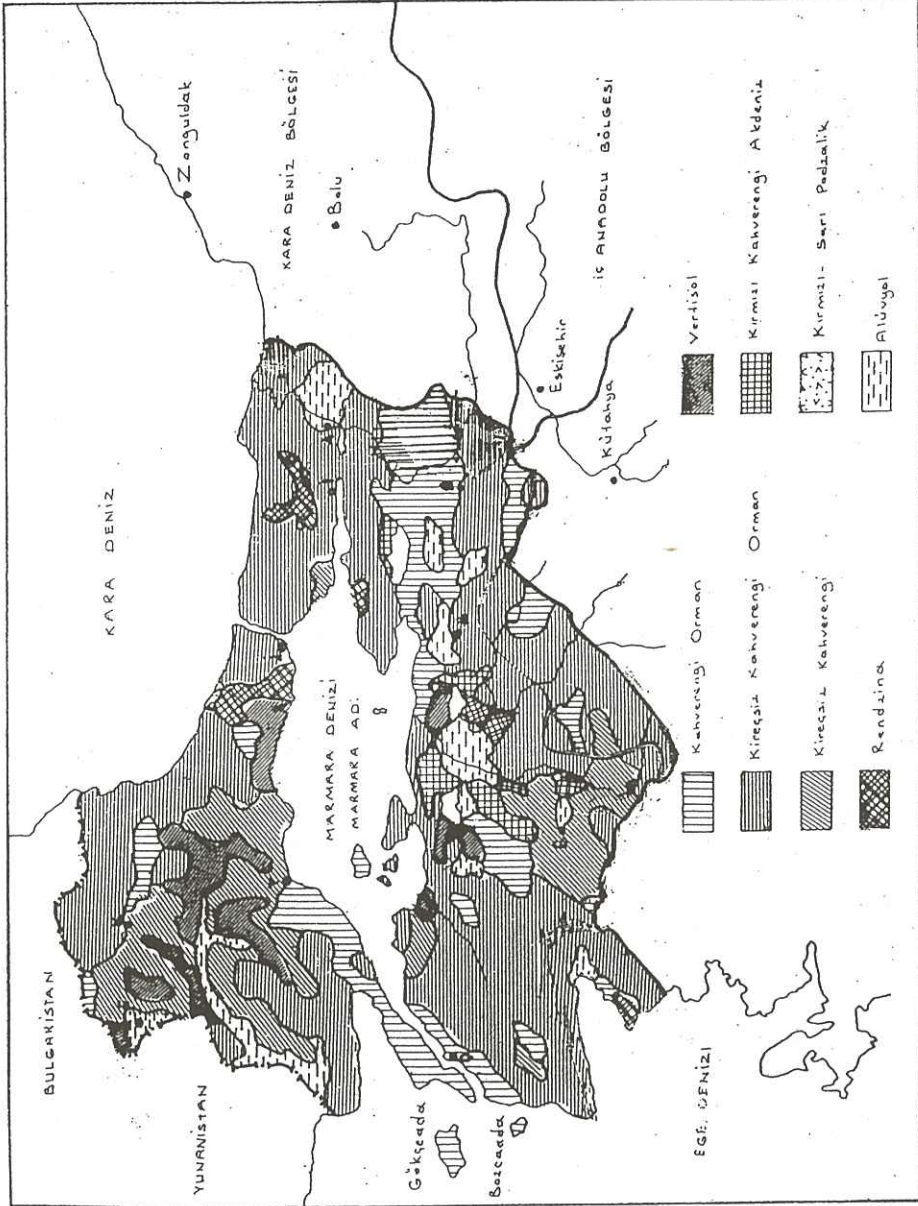 KARA DENİZ
BULGARİSTAN
YUNANİSTAN
MARMARA DENİZİ
MARMARA AD.
Gökçeada
Bozcaada
EGE DENİZİ
Zonguldak
KARA DENİZ BÖLGESİ
Bolu
İÇ ANADOLU BÖLGESİ
Eskişehir
Kütahya
Kahverengi Orman
Kireçsiz Kahverengi Orman
Kireçsiz Kahverengi
Rendzina
Vertisol
Kırmızı Kahverengi Akdeniz
Kırmızı-Sarı Podzalik
Alüvyal